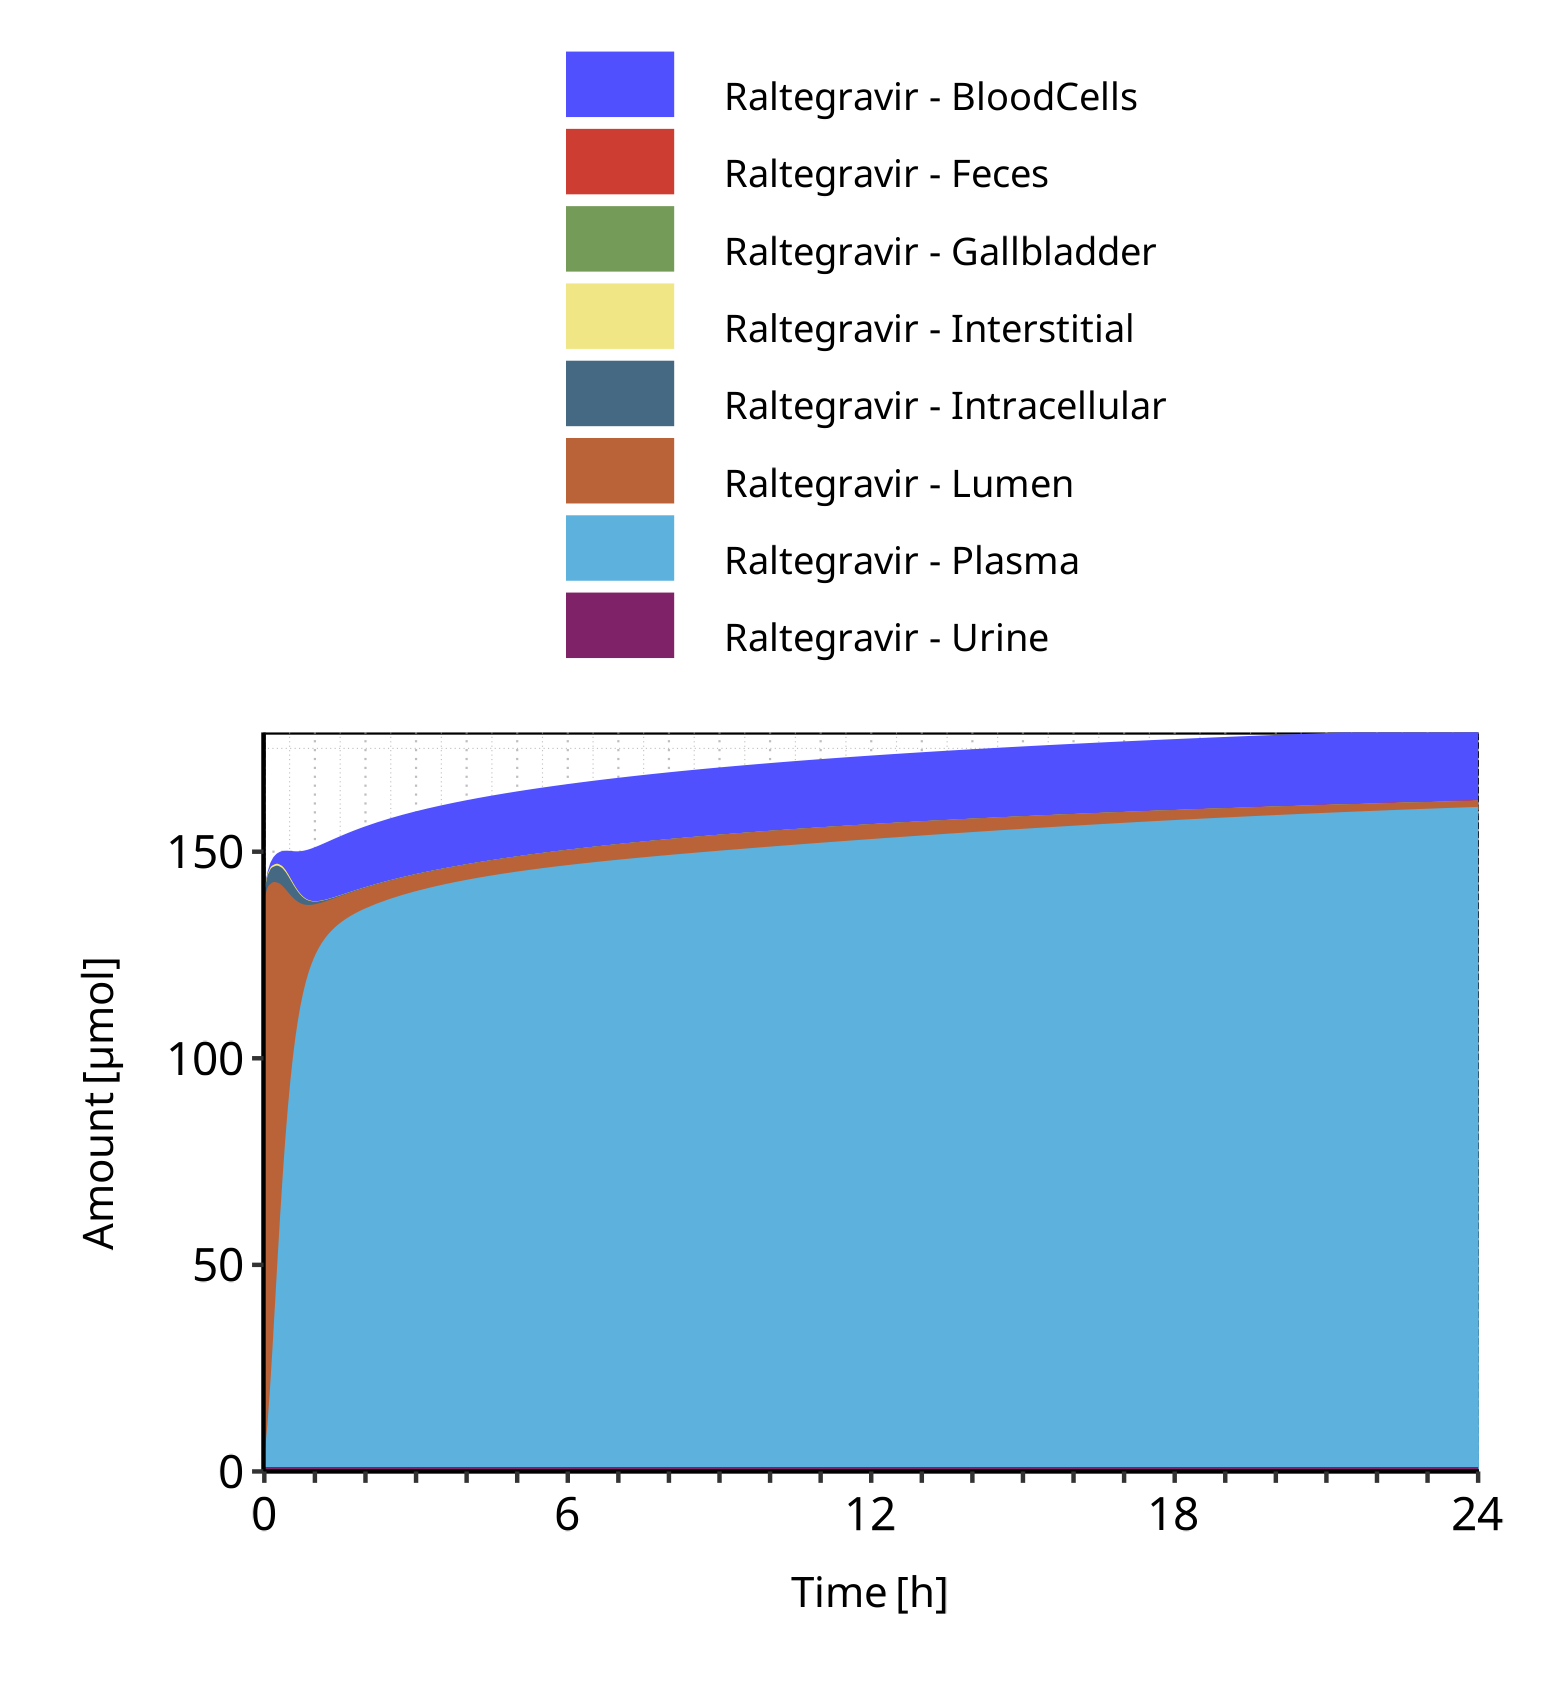 Raltegravir - BloodCells
Raltegravir - Feces
Raltegravir - Gallbladder
Raltegravir - Interstitial
Raltegravir - Intracellular
Raltegravir - Lumen
Raltegravir - Plasma
Raltegravir - Urine
150
100
50
0
Amount [µmol]
0 6 12 18 24
Time [h]